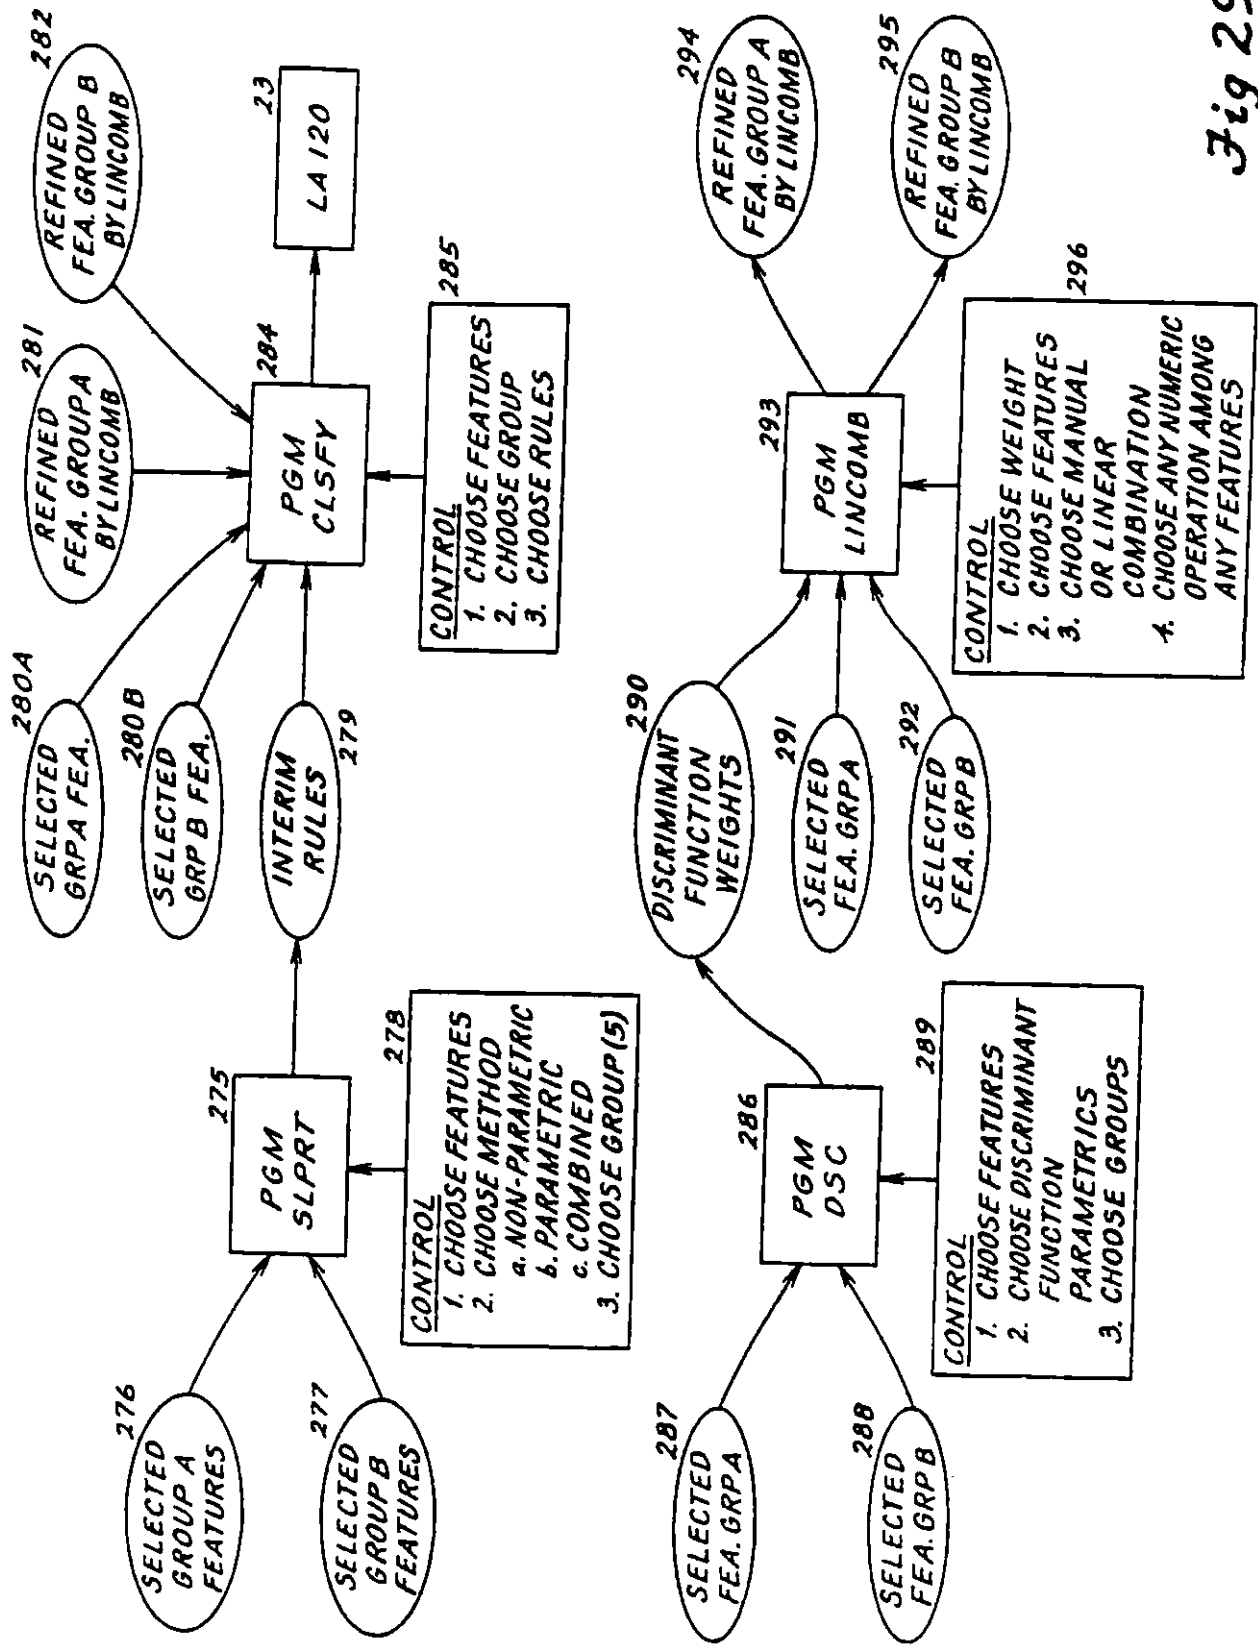 276
SELECTED
GROUP A
FEATURES
277
SELECTED
GROUP B
FEATURES
275
PGM
SLPRT
278
CONTROL
1. CHOOSE FEATURES
2. CHOOSE METHOD
a. NON-PARAMETRIC
b. PARAMETRIC
c. COMBINED
3. CHOOSE GROUP(S)
280A
SELECTED
GRPA FEA.
280B
SELECTED
GRP B FEA.
INTERIM
RULES
279
281
REFINED
FEA. GROUPA
BY LINCOMB
282
REFINED
FEA. GROUP B
BY LINCOMB
284
PGM
CLSFY
23
LA 120
285
CONTROL
1. CHOOSE FEATURES
2. CHOOSE GROUP
3. CHOOSE RULES
287
SELECTED
FEA. GRPA
288
SELECTED
FEA. GRP B
286
PGM
DSC
289
CONTROL
1. CHOOSE FEATURES
2. CHOOSE DISCRIMINANT
FUNCTION
PARAMETRICS
3. CHOOSE GROUPS
290
DISCRIMINANT
FUNCTION
WEIGHTS
291
SELECTED
FEA. GRPA
292
SELECTED
FEA. GRP B
293
PGM
LINCOMB
294
REFINED
FEA. GROUP A
BY LINCOMB
295
REFINED
FEA. GROUP B
BY LINCOMB
296
CONTROL
1. CHOOSE WEIGHT
2. CHOOSE FEATURES
3. CHOOSE MANUAL
OR LINEAR
COMBINATION
4. CHOOSE ANY NUMERIC
OPERATION AMONG
ANY FEATURES
Fig 29